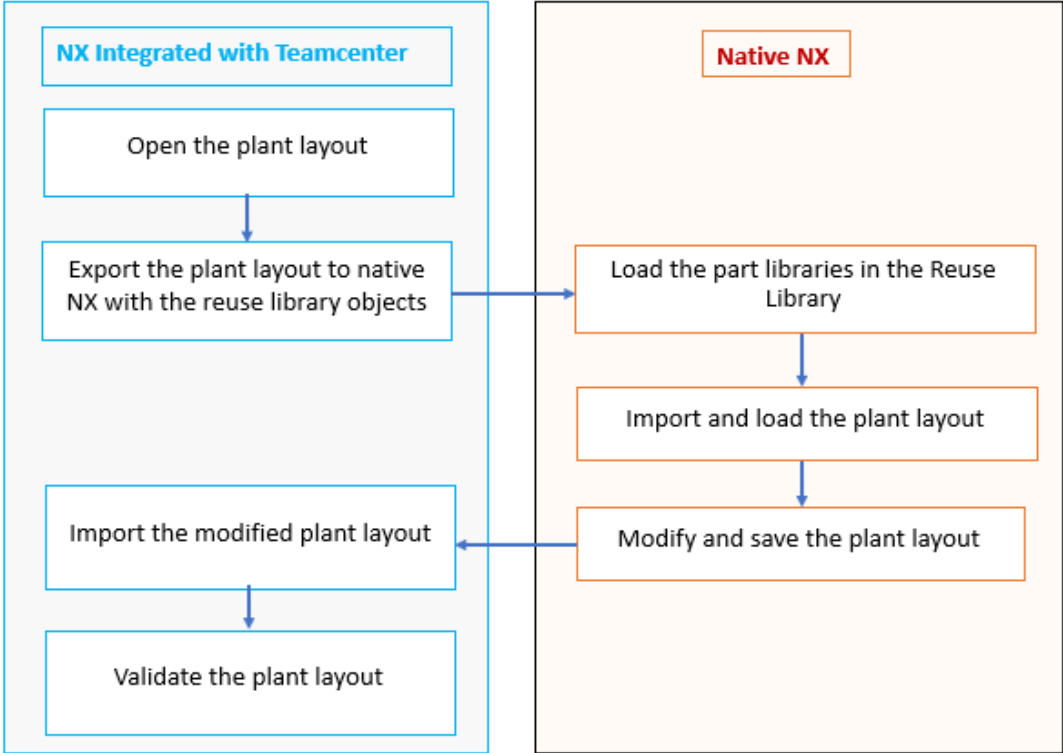 NX Integrated with Teamcenter
Open the plant layout
Export the plant layout to native
NX with the reuse library objects
Import the modified plant layout
Validate the plant layout
Native NX
Load the part libraries in the Reuse
Library
Import and load the plant layout
Modify and save the plant layout